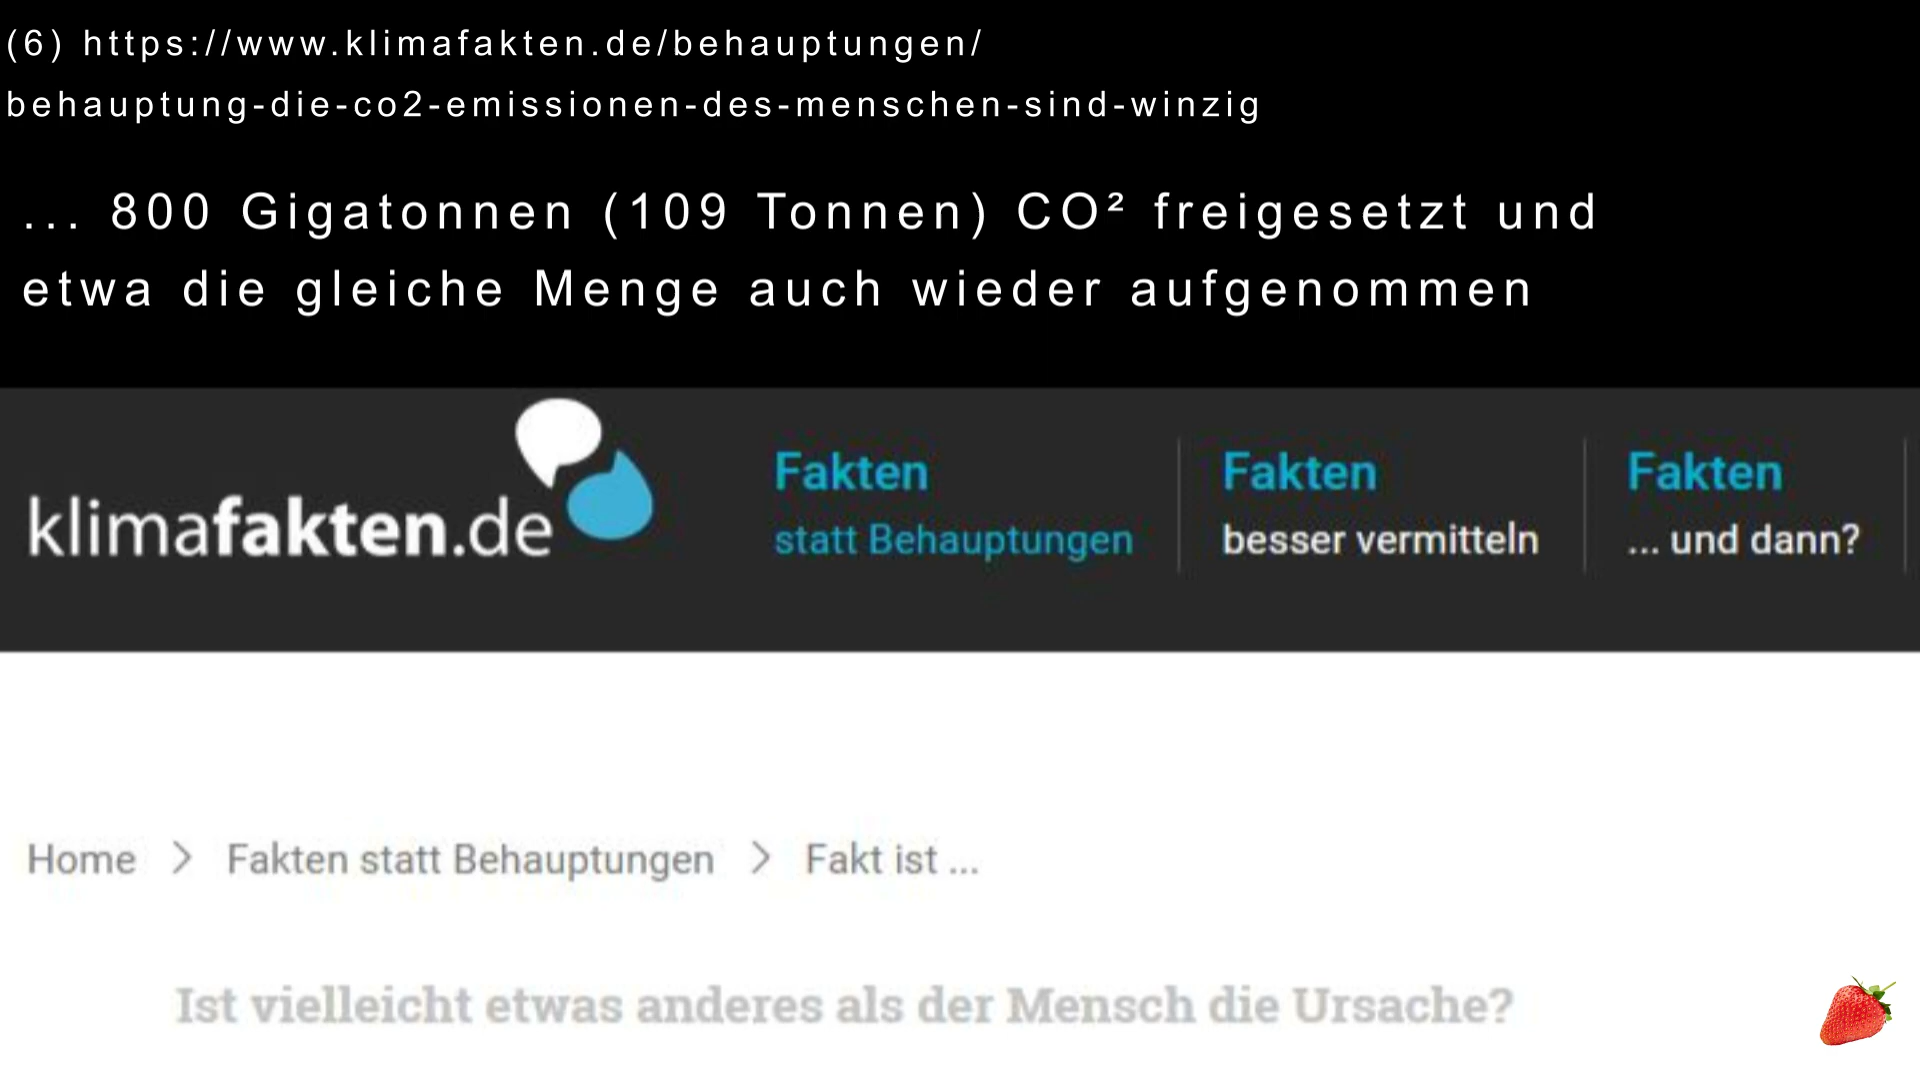 (6) https://www.klimafakten.de/behauptungen/
behauptung-die-co2-emissionen-des-menschen-sind-winzig
... 800 Gigatonnen (109 Tonnen) CO² freigesetzt und
etwa die gleiche Menge auch wieder aufgenommen
klimafakten.de
Fakten
statt Behauptungen
Fakten
besser vermitteln
Fakten
... und dann?
Home > Fakten statt Behauptungen > Fakt ist ...
Ist vielleicht etwas anderes als der Mensch die Ursache?